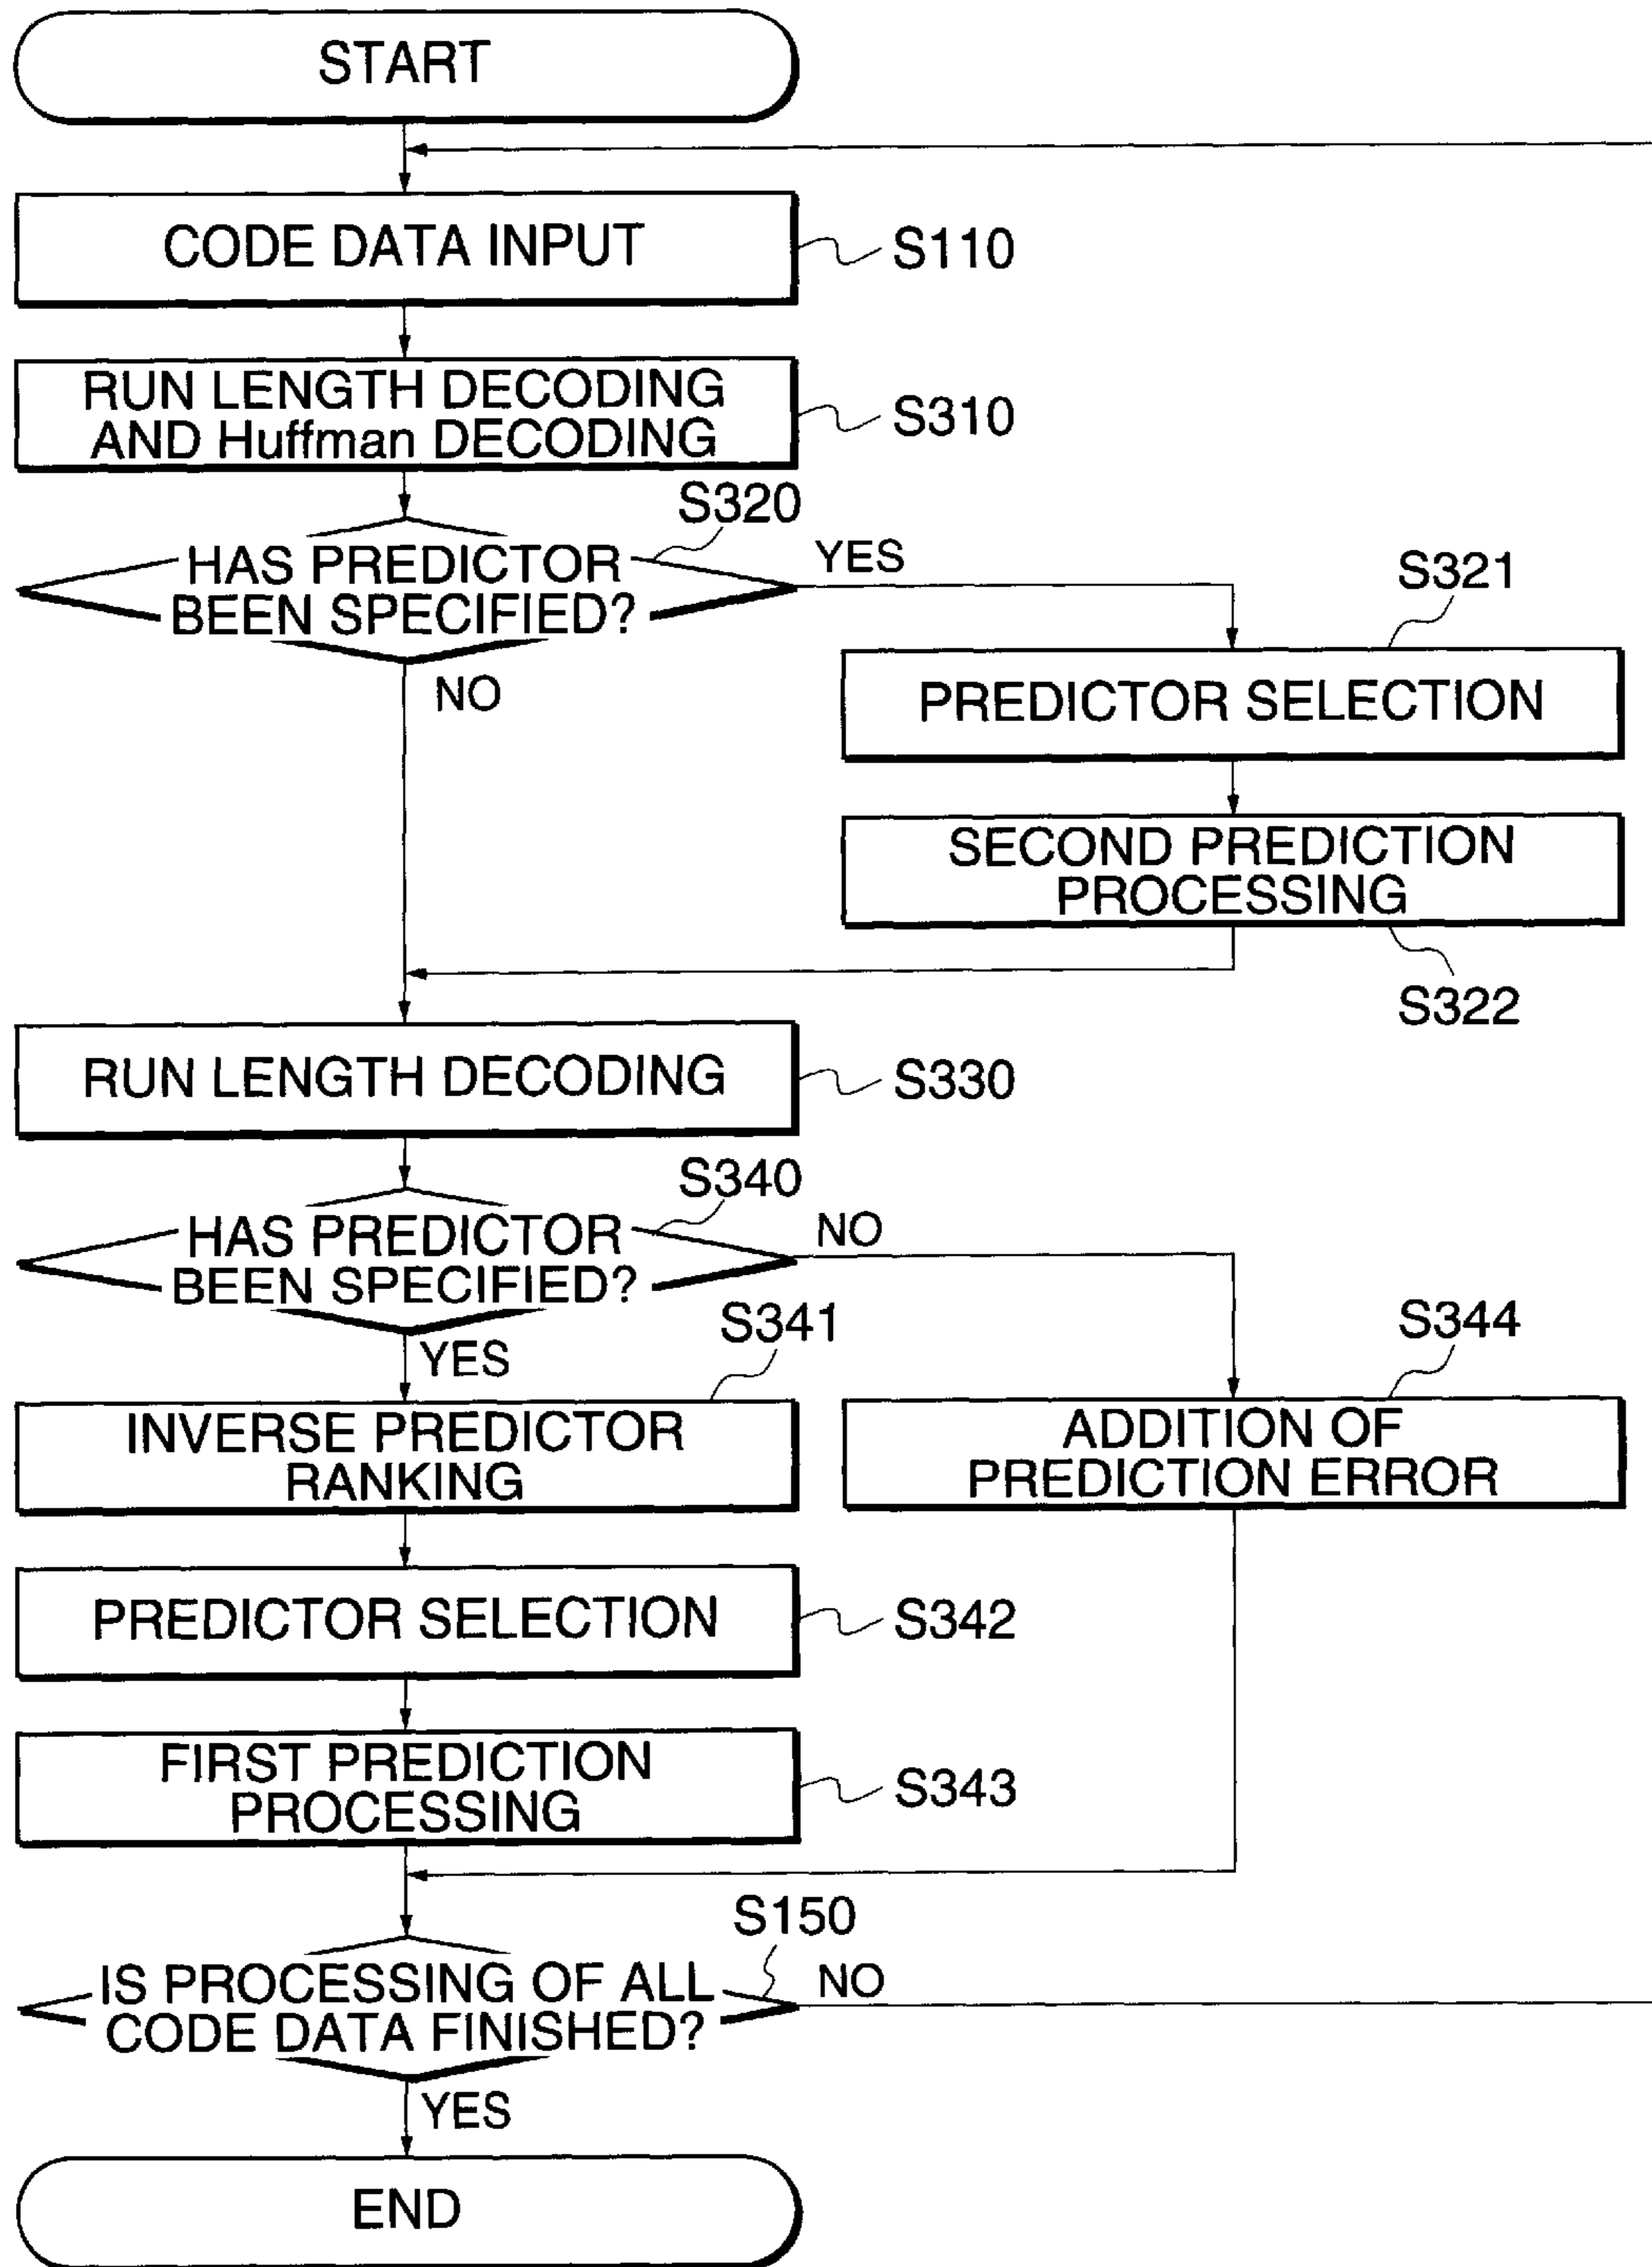 START
CODE DATA INPUT
S110
RUN LENGTH DECODING
AND Huffman DECODING
S310
S320
HAS PREDICTOR
BEEN SPECIFIED?
YES
NO
S321
PREDICTOR SELECTION
SECOND PREDICTION
PROCESSING
S322
RUN LENGTH DECODING
S330
S340
HAS PREDICTOR
BEEN SPECIFIED?
NO
YES
S341
INVERSE PREDICTOR
RANKING
S344
ADDITION OF
PREDICTION ERROR
PREDICTOR SELECTION
S342
FIRST PREDICTION
PROCESSING
S343
S150
IS PROCESSING OF ALL
CODE DATA FINISHED?
NO
YES
END